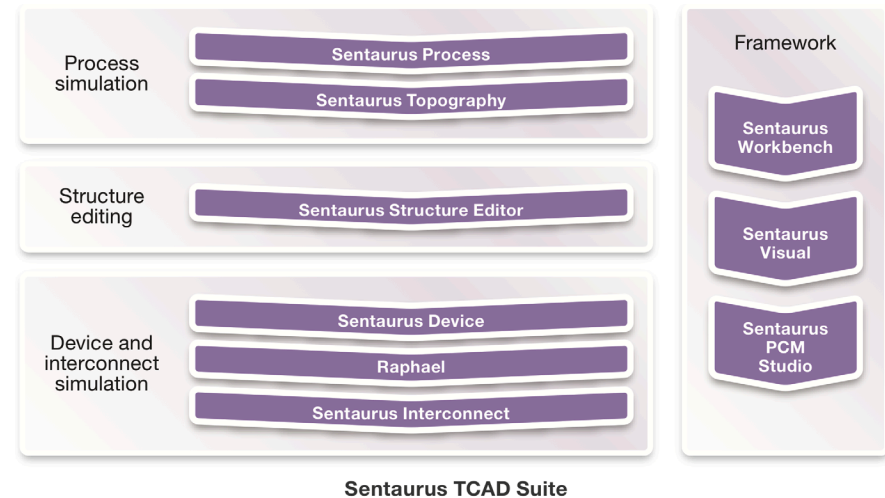 Process
simulation
Sentaurus Process
Sentaurus Topography
Structure
editing
Sentaurus Structure Editor
Device and
interconnect
simulation
Sentaurus Device
Raphael
Sentaurus Interconnect
Framework
Sentaurus
Workbench
Sentaurus
Visual
Sentaurus
PCM
Studio
Sentaurus TCAD Suite